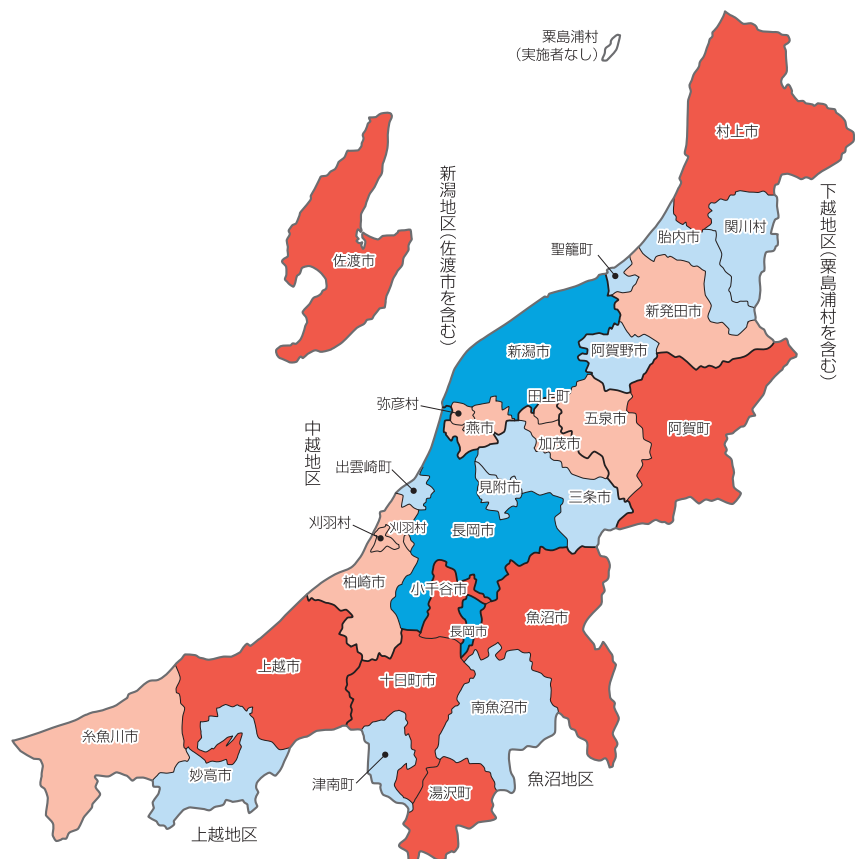 粟島浦村
（実施者なし）
村上市
新潟地区（佐渡市を含む）
下越地区（粟島浦村を含む）
関川村
胎内市
聖籠町
佐渡市
新発田市
新潟市
阿賀野市
田上町
弥彦村
燕市
五泉市
阿賀町
加茂市
中越地区
出雲崎町
見附市
三条市
刈羽村
刈羽村
長岡市
柏崎市
小千谷市
魚沼市
長岡市
上越市
十日町市
南魚沼市
糸魚川市
妙高市
津南町
湯沢町
魚沼地区
上越地区